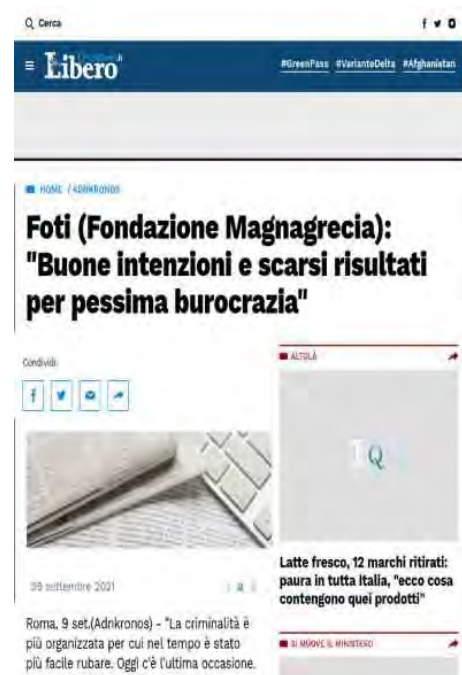 Cerca
Libero
#GreenPass #VarianteDelta #Afghanistan
HOME / ADNKRONOS
Foti (Fondazione Magnagrecia):
"Buone intenzioni e scarsi risultati
per pessima burocrazia"
Condividi:
ALTOLÀ
Q
Latte fresco, 12 marchi ritirati:
paura in tutta Italia, "ecco cosa
contengono quei prodotti"
09 settembre 2021
Roma, 9 set.(Adnkronos) - "La criminalità è
più organizzata per cui nel tempo è stato
più facile rubare. Oggi c'è l'ultima occasione.
SI MUOVE IL MINISTERO